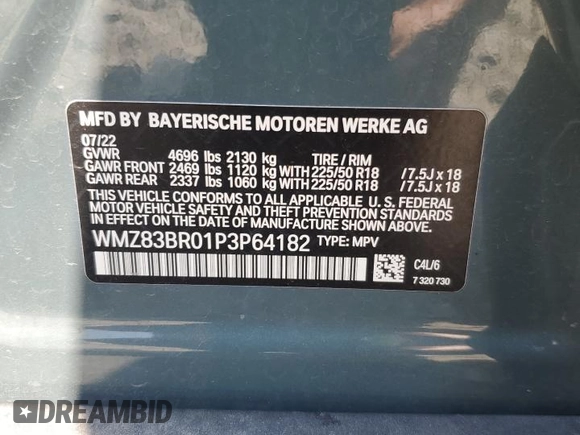 MFD BY BAYERISCHE MOTOREN WERKE AG
07/22
GVWR 4696 lbs 2130 kg TIRE / RIM
GAWR FRONT 2469 lbs 1120 kg WITH 225/50 R18 /7.5J x 18
GAWR REAR 2337 lbs 1060 kg WITH 225/50 R18 /7.5J x 18
THIS VEHICLE CONFORMS TO ALL APPLICABLE U. S. FEDERAL
MOTOR VEHICLE SAFETY AND THEFT PREVENTION STANDARDS
IN EFFECT ON THE DATE OF MANUFACTURE SHOWN ABOVE.
WMZ83BR01P3P64182 TYPE: MPV
C4L/6
7 320 730
DREAMBID